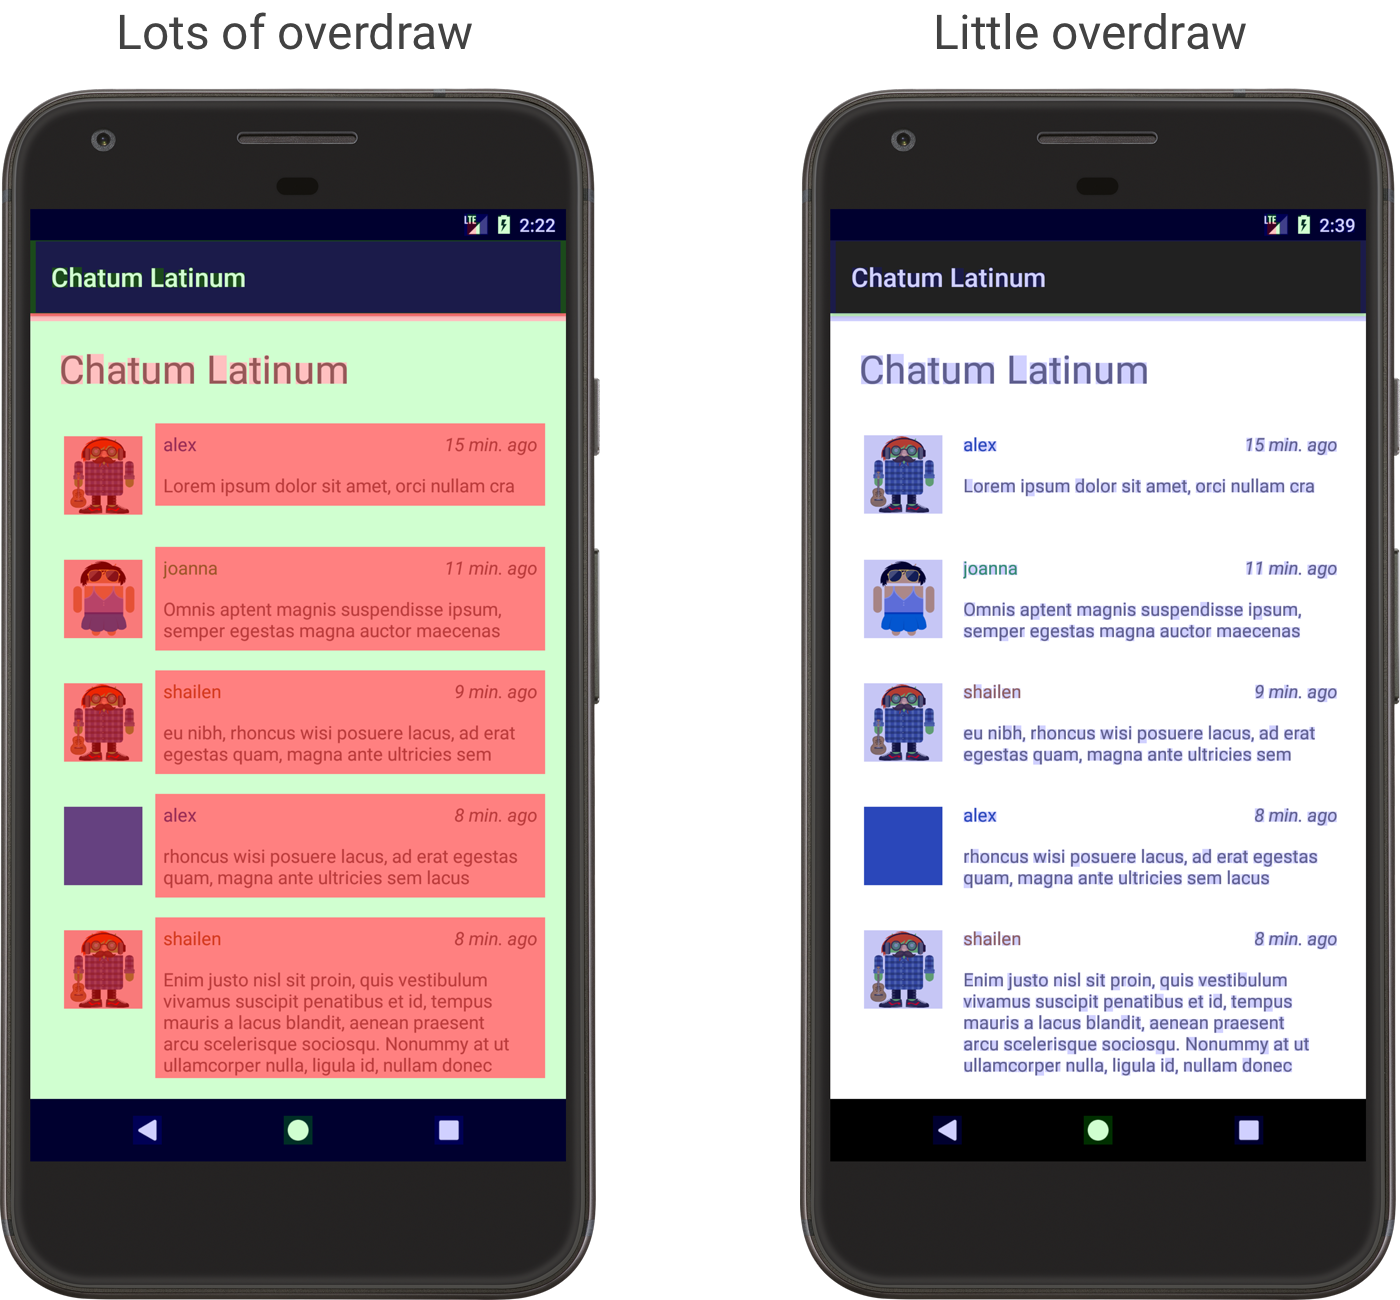 Lots of overdraw
LTE 2:22
Chatum Latinum
Chatum Latinum
alex 15 min. ago
Lorem ipsum dolor sit amet, orci nullam cra
joanna 11 min. ago
Omnis aptent magnis suspendisse ipsum,
semper egestas magna auctor maecenas
shailen 9 min. ago
eu nibh, rhoncus wisi posuere lacus, ad erat
egestas quam, magna ante ultricies sem
alex 8 min. ago
rhoncus wisi posuere lacus, ad erat egestas
quam, magna ante ultricies sem lacus
shailen 8 min. ago
Enim justo nisl sit proin, quis vestibulum
vivamus suscipit penatibus et id, tempus
mauris a lacus blandit, aenean praesent
arcu scelerisque sociosqu. Nonummy at ut
ullamcorper nulla, ligula id, nullam donec
Little overdraw
LTE 2:39
Chatum Latinum
Chatum Latinum
alex 15 min. ago
Lorem ipsum dolor sit amet, orci nullam cra
joanna 11 min. ago
Omnis aptent magnis suspendisse ipsum,
semper egestas magna auctor maecenas
shailen 9 min. ago
eu nibh, rhoncus wisi posuere lacus, ad erat
egestas quam, magna ante ultricies sem
alex 8 min. ago
rhoncus wisi posuere lacus, ad erat egestas
quam, magna ante ultricies sem lacus
shailen 8 min. ago
Enim justo nisl sit proin, quis vestibulum
vivamus suscipit penatibus et id, tempus
mauris a lacus blandit, aenean praesent
arcu scelerisque sociosqu. Nonummy at ut
ullamcorper nulla, ligula id, nullam donec